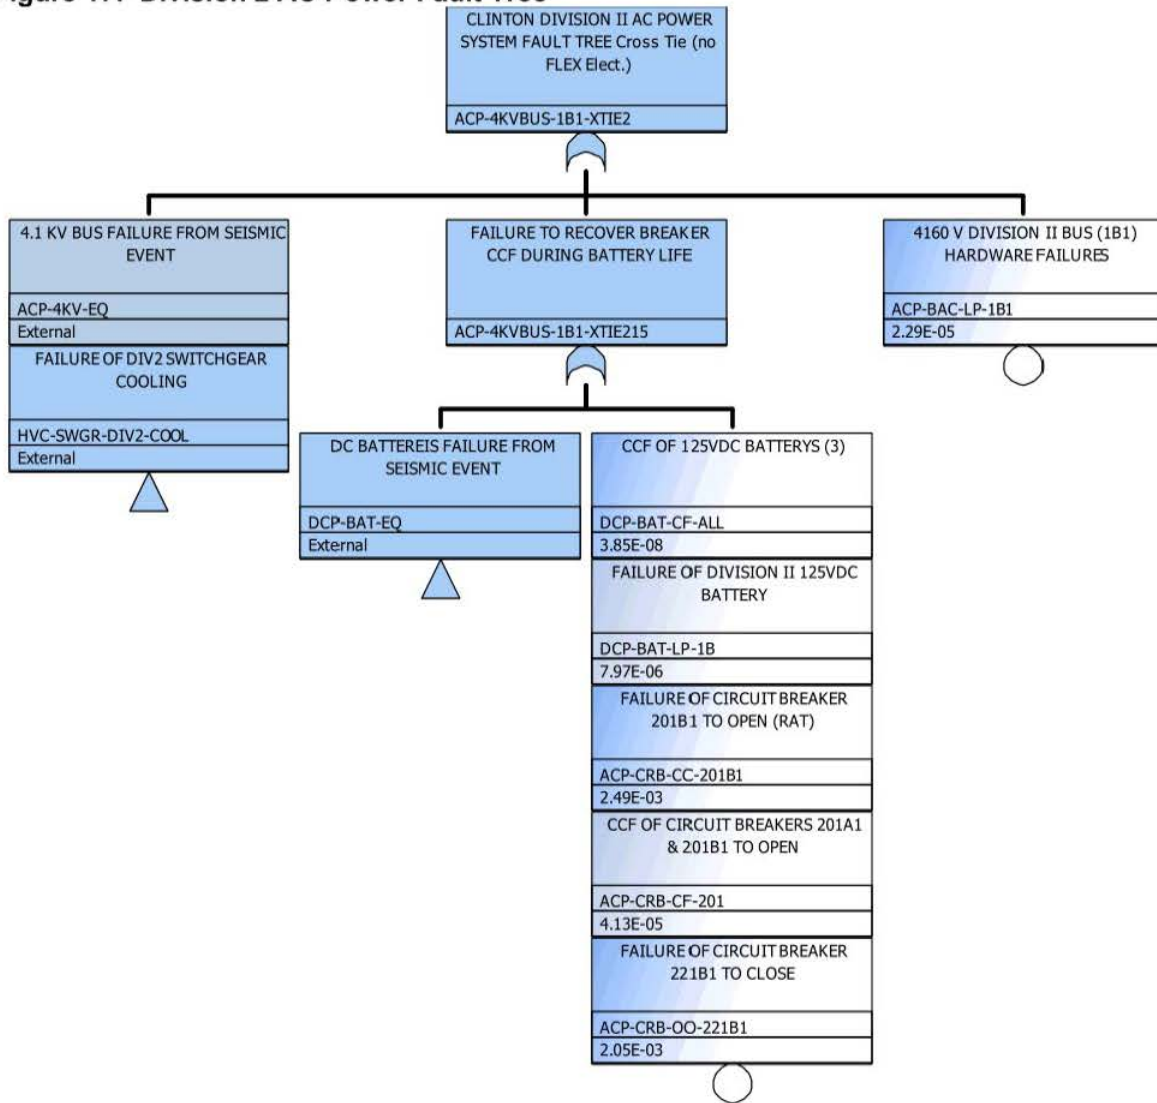 CLINTON DIVISION II AC POWER
SYSTEM FAULT TREE Cross Tie (no
FLEX Elect.)
ACP-4KVBUS-1B1-XTIE2
4.1 KV BUS FAILURE FROM SEISMIC
EVENT
ACP-4KV-EQ
External
FAILURE OF DIV2 SWITCHGEAR
COOLING
HVC-SWGR-DIV2-COOL
External
FAILURE TO RECOVER BREAKER
CCF DURING BATTERY LIFE
ACP-4KVBUS-1B1-XTIE215
4160 V DIVISION II BUS (1B1)
HARDWARE FAILURES
ACP-BAC-LP-1B1
2.29E-05
DC BATTEREIS FAILURE FROM
SEISMIC EVENT
DCP-BAT-EQ
External
CCF OF 125VDC BATTERYS (3)
DCP-BAT-CF-ALL
3.85E-08
FAILURE OF DIVISION II 125VDC
BATTERY
DCP-BAT-LP-1B
7.97E-06
FAILURE OF CIRCUIT BREAKER
201B1 TO OPEN (RAT)
ACP-CRB-CC-201B1
2.49E-03
CCF OF CIRCUIT BREAKERS 201A1
& 201B1 TO OPEN
ACP-CRB-CF-201
4.13E-05
FAILURE OF CIRCUIT BREAKER
221B1 TO CLOSE
ACP-CRB-OO-221B1
2.05E-03